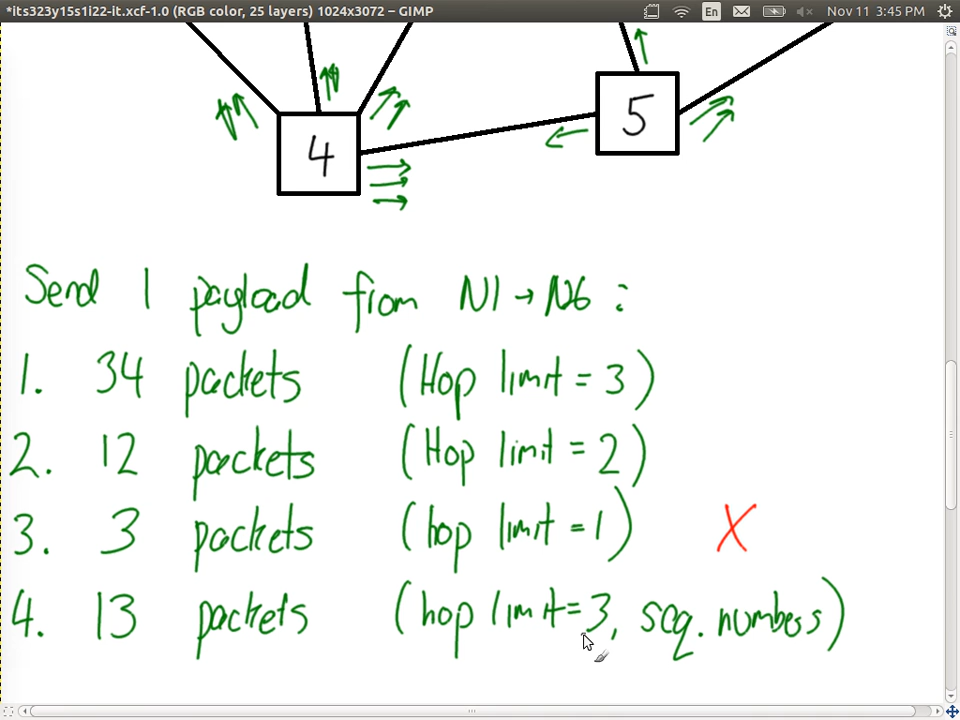 *its323y15s1i22-it.xcf-1.0 (RGB color, 25 layers) 1024x3072 – GIMP
En
Nov 11 3:45 PM
4
5
Send 1 payload from N1 → N6 :
1. 34 packets (Hop limit = 3)
2. 12 packets (Hop limit = 2)
3. 3 packets (hop limit = 1) X
4. 13 packets (hop limit = 3, seq. numbers)